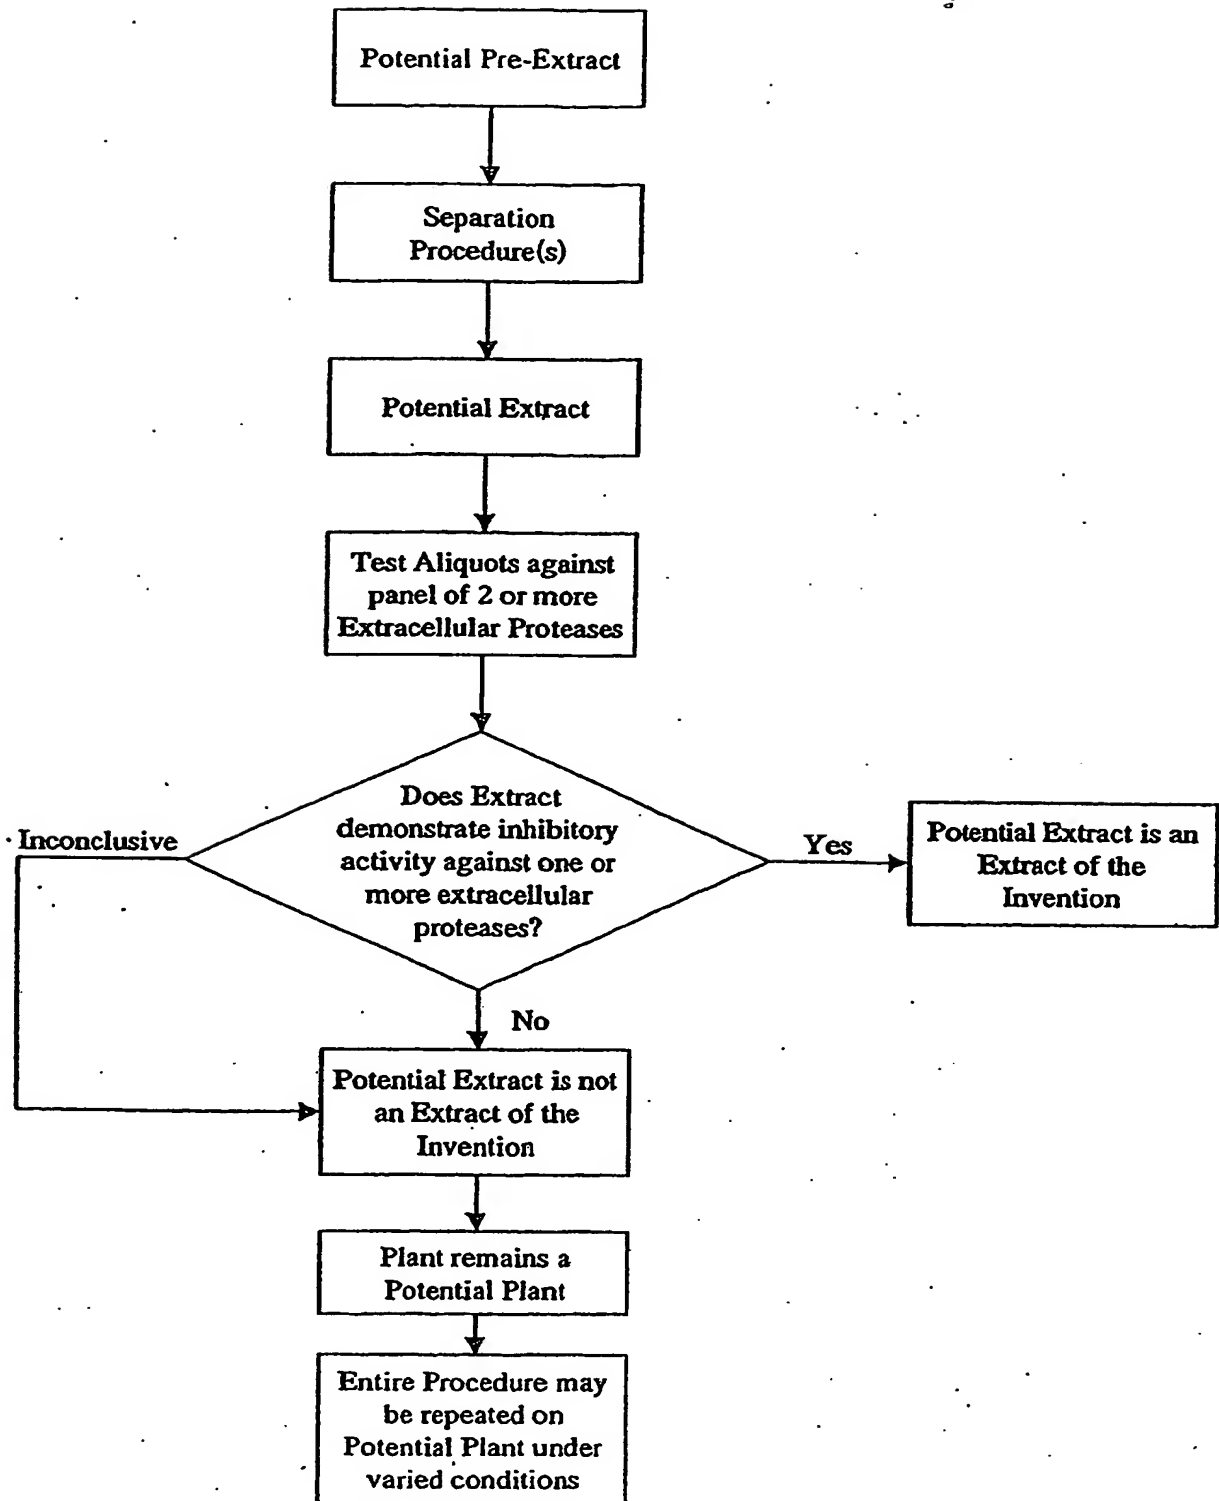 Potential Pre-Extract
Separation
Procedure(s)
Potential Extract
Test Aliquots against
panel of 2 or more
Extracellular Proteases
Does Extract
demonstrate inhibitory
activity against one or
more extracellular
proteases?
Inconclusive
Yes
Potential Extract is an
Extract of the
Invention
No
Potential Extract is not
an Extract of the
Invention
Plant remains a
Potential Plant
Entire Procedure may
be repeated on
Potential Plant under
varied conditions